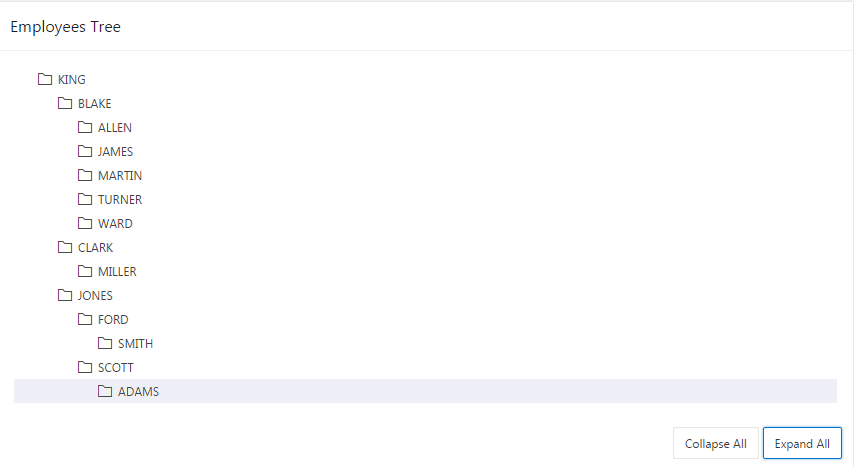 Employees Tree
KING
BLAKE
ALLEN
JAMES
MARTIN
TURNER
WARD
CLARK
MILLER
JONES
FORD
SMITH
SCOTT
ADAMS
Collapse All Expand All